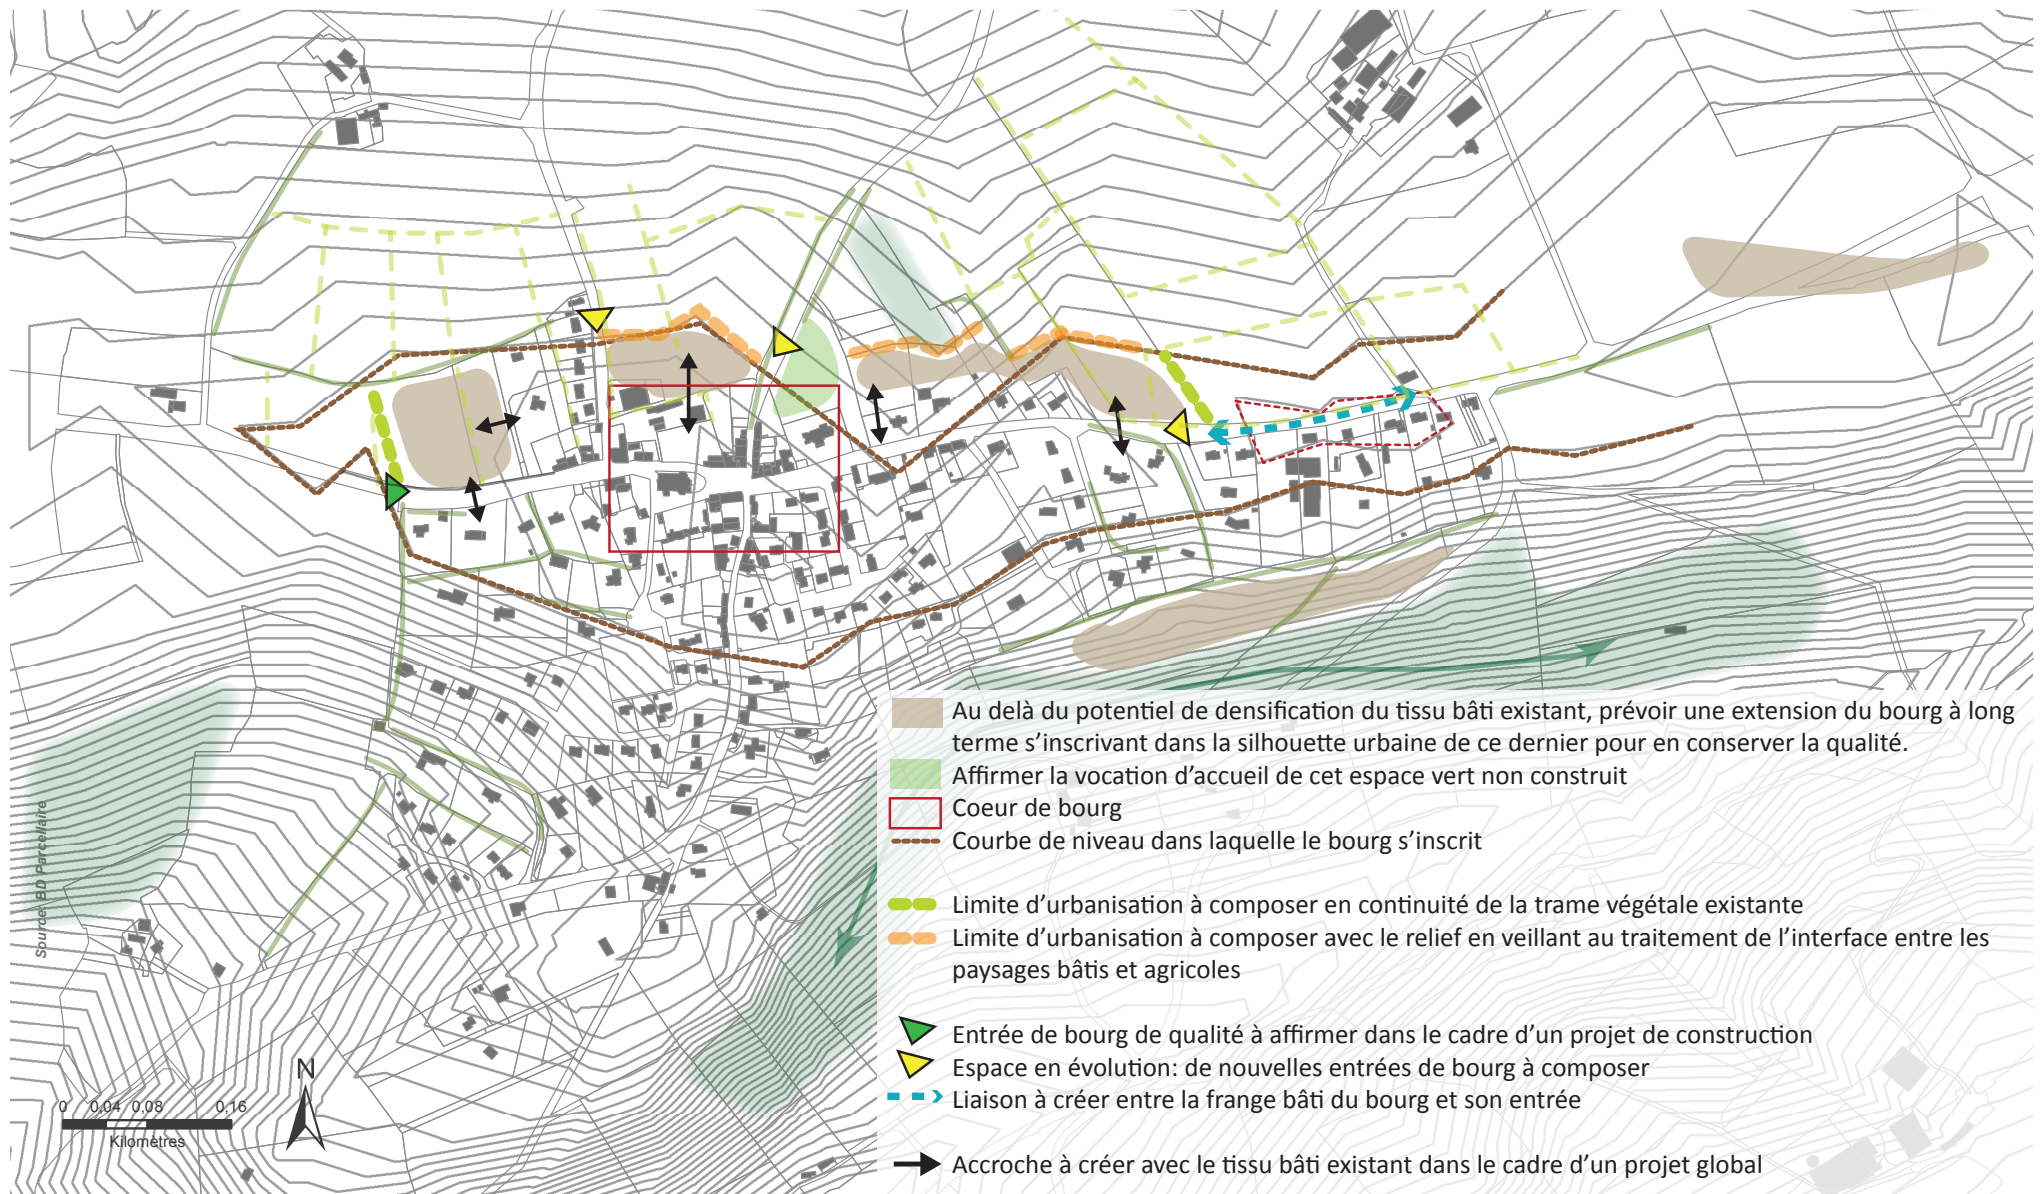 Au delà du potentiel de densification du tissu bâti existant, prévoir une extension du bourg à long
terme s'inscrivant dans la silhouette urbaine de ce dernier pour en conserver la qualité.
Affirmer la vocation d'accueil de cet espace vert non construit
Coeur de bourg
Courbe de niveau dans laquelle le bourg s'inscrit
Limite d'urbanisation à composer en continuité de la trame végétale existante
Limite d'urbanisation à composer avec le relief en veillant au traitement de l'interface entre les
paysages bâtis et agricoles
Entrée de bourg de qualité à affirmer dans le cadre d'un projet de construction
Espace en évolution: de nouvelles entrées de bourg à composer
Liaison à créer entre la frange bâti du bourg et son entrée
Accroche à créer avec le tissu bâti existant dans le cadre d'un projet global
Source: BD Parcellaire
N
0 0,04 0,08 0,16
Kilomètres